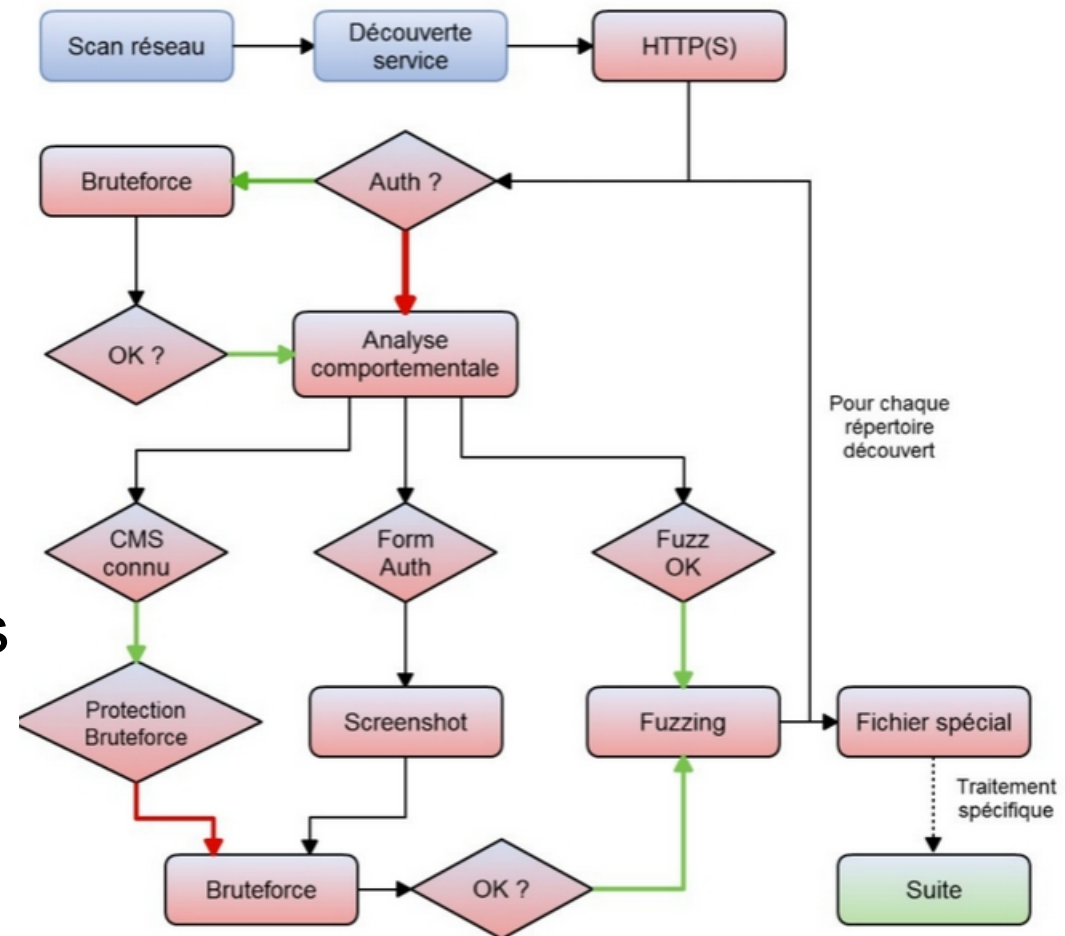 Scan réseau
Découverte
service
HTTP(S)
Bruteforce
Auth ?
OK ?
Analyse
comportementale
Pour chaque
répertoire
découvert
CMS
connu
Form
Auth
Fuzz
OK
s
Protection
Bruteforce
Screenshot
Fuzzing
Fichier spécial
Traitement
spécifique
Bruteforce
OK ?
Suite